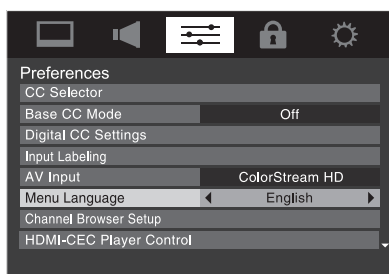 Preferences
CC Selector
Base CC Mode Off
Digital CC Settings
Input Labeling
AV Input ColorStream HD
Menu Language English
Channel Browser Setup
HDMI-CEC Player Control